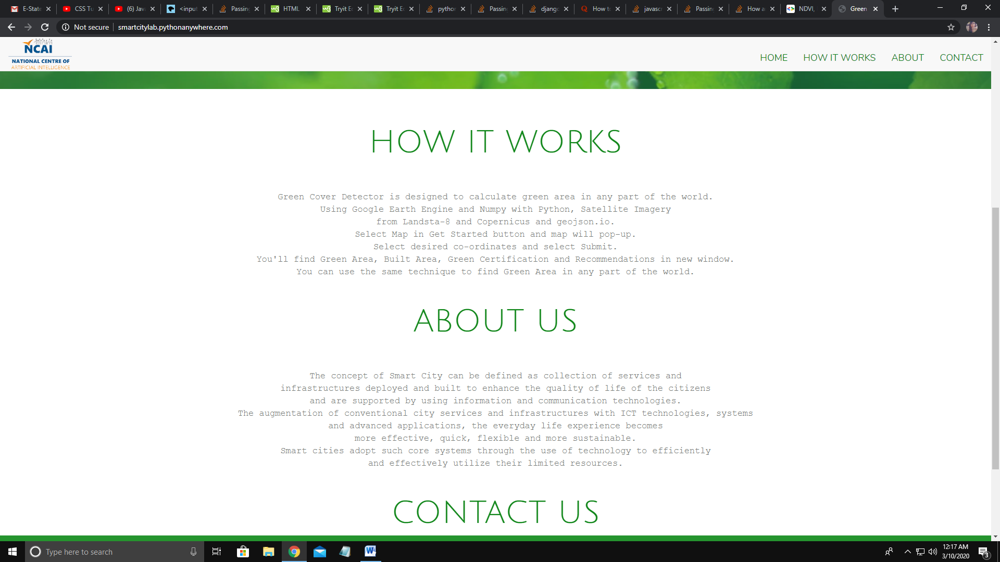 E-State
CSS Tu
(6) Java
<input
Passing
HTML
Tryit Ed
Tryit Ed
python
Passing
django
How to
javascr
Passing
How a
NDVI,
Green
Not secure
smartcitylab.pythonanywhere.com
NCAI
NATIONAL CENTRE OF
ARTIFICIAL INTELLIGENCE
HOME HOW IT WORKS ABOUT CONTACT
HOW IT WORKS
Green Cover Detector is designed to calculate green area in any part of the world.
Using Google Earth Engine and Numpy with Python, Satellite Imagery
from Landsta-8 and Copernicus and geojson.io.
Select Map in Get Started button and map will pop-up.
Select desired co-ordinates and select Submit.
You'll find Green Area, Built Area, Green Certification and Recommendations in new window.
You can use the same technique to find Green Area in any part of the world.
ABOUT US
The concept of Smart City can be defined as collection of services and
infrastructures deployed and built to enhance the quality of life of the citizens
and are supported by using information and communication technologies.
The augmentation of conventional city services and infrastructures with ICT technologies, systems
and advanced applications, the everyday life experience becomes
more effective, quick, flexible and more sustainable.
Smart cities adopt such core systems through the use of technology to efficiently
and effectively utilize their limited resources.
CONTACT US
Type here to search
12:17 AM
3/10/2020
3